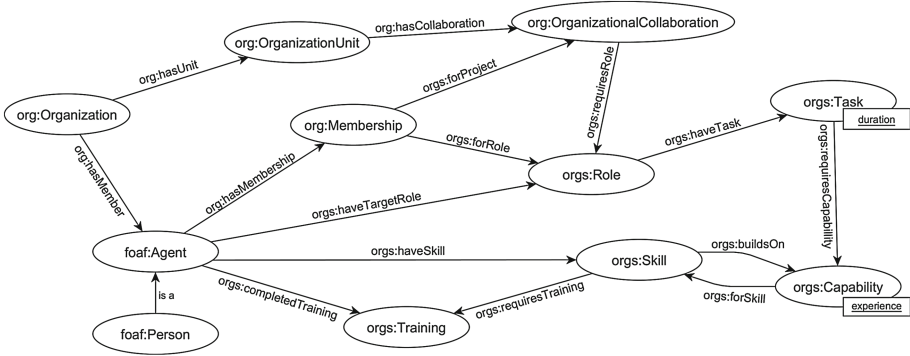 org:OrganizationalCollaboration
org:hasCollaboration
org:OrganizationUnit
org:hasUnit
orgs:forProject
orgs:requiresRole
orgs:Task
duration
org:Organization
org:Membership
orgs:haveTask
orgs:forRole
org:hasMember
org:hasMembership
orgs:Role
orgs:requiresCapabillity
orgs:haveTargetRole
foaf:Agent
orgs:haveSkill
orgs:Skill
orgs:buildsOn
orgs:Capability
experience
orgs:forSkill
is a
orgs:completedTraining
orgs:requiresTraining
foaf:Person
orgs:Training